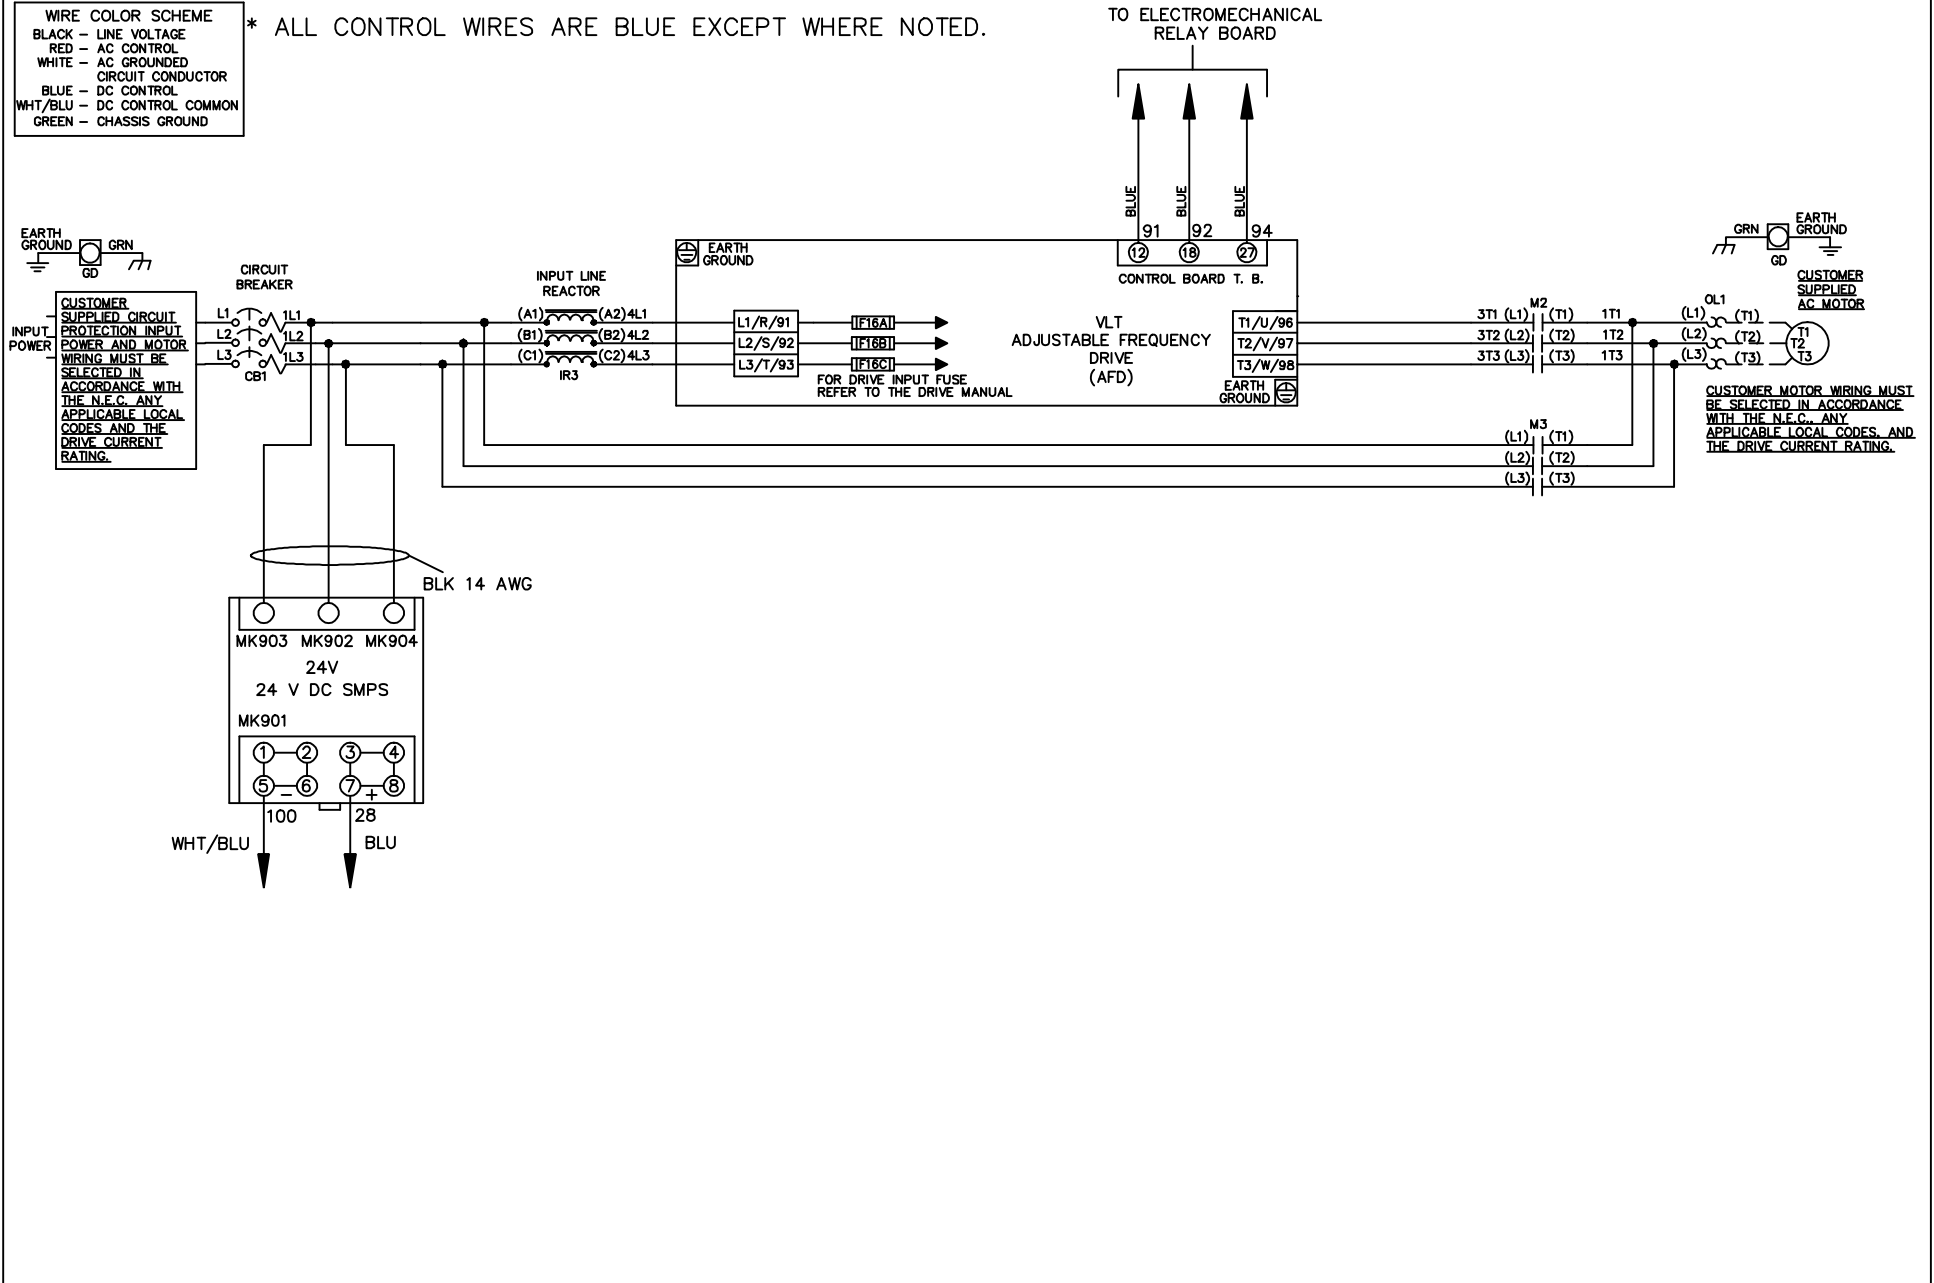 WIRE COLOR SCHEME
BLACK – LINE VOLTAGE
RED – AC CONTROL
WHITE – AC GROUNDED
CIRCUIT CONDUCTOR
BLUE – DC CONTROL
WHT/BLU – DC CONTROL COMMON
GREEN – CHASSIS GROUND
* ALL CONTROL WIRES ARE BLUE EXCEPT WHERE NOTED.
TO ELECTROMECHANICAL
RELAY BOARD
BLUE
BLUE
BLUE
91
92
94
12
18
27
CONTROL BOARD T. B.
EARTH
GROUND
GRN
GD
INPUT
POWER
CUSTOMER
SUPPLIED CIRCUIT
PROTECTION INPUT
POWER AND MOTOR
WIRING MUST BE
SELECTED IN
ACCORDANCE WITH
THE N.E.C. ANY
APPLICABLE LOCAL
CODES AND THE
DRIVE CURRENT
RATING.
CIRCUIT
BREAKER
L1
1L1
L2
1L2
L3
1L3
CB1
INPUT LINE
REACTOR
(A1) (A2)4L1
(B1) (B2)4L2
(C1) (C2)4L3
IR3
EARTH
GROUND
L1/R/91
L2/S/92
L3/T/93
F16A
F16B
F16C
FOR DRIVE INPUT FUSE
REFER TO THE DRIVE MANUAL
VLT
ADJUSTABLE FREQUENCY
DRIVE
(AFD)
T1/U/96
T2/V/97
T3/W/98
EARTH
GROUND
M2
3T1 (L1) (T1) 1T1
3T2 (L2) (T2) 1T2
3T3 (L3) (T3) 1T3
M3
(L1) (T1)
(L2) (T2)
(L3) (T3)
OL1
(L1) (T1)
(L2) (T2)
(L3) (T3)
T1
T2
T3
GRN
EARTH
GROUND
GD
CUSTOMER
SUPPLIED
AC MOTOR
CUSTOMER MOTOR WIRING MUST
BE SELECTED IN ACCORDANCE
WITH THE N.E.C., ANY
APPLICABLE LOCAL CODES, AND
THE DRIVE CURRENT RATING.
BLK 14 AWG
MK903 MK902 MK904
24V
24 V DC SMPS
MK901
1 2 3 4
5 6 7 8
– +
100
28
WHT/BLU
BLU